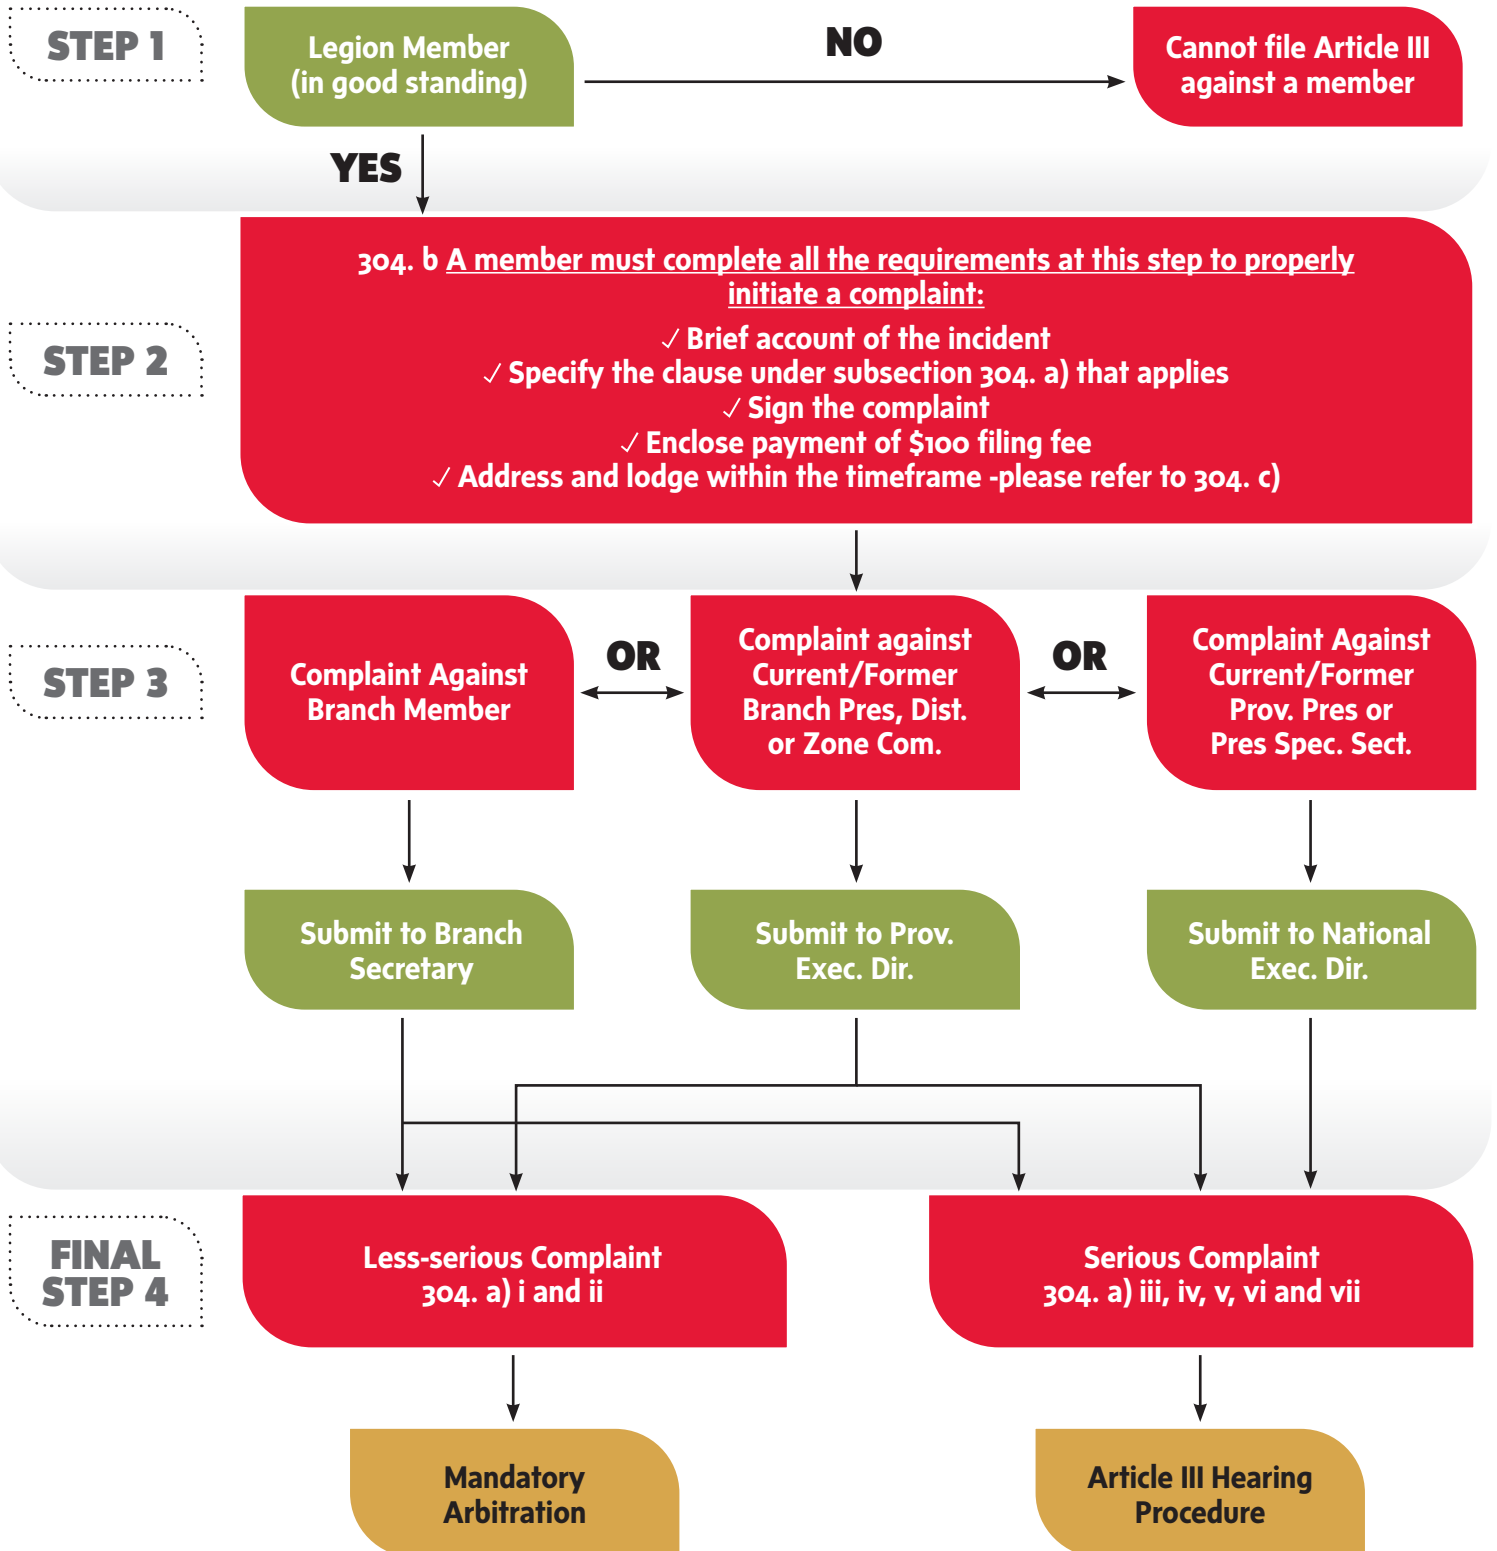 STEP 1
Legion Member
(in good standing)
NO
Cannot file Article III
against a member
YES
STEP 2
304. b A member must complete all the requirements at this step to properly
initiate a complaint:
✓ Brief account of the incident
✓ Specify the clause under subsection 304. a) that applies
✓ Sign the complaint
✓ Enclose payment of $100 filing fee
✓ Address and lodge within the timeframe -please refer to 304. c)
STEP 3
Complaint Against
Branch Member
OR
Complaint against
Current/Former
Branch Pres, Dist.
or Zone Com.
OR
Complaint Against
Current/Former
Prov. Pres or
Pres Spec. Sect.
Submit to Branch
Secretary
Submit to Prov.
Exec. Dir.
Submit to National
Exec. Dir.
FINAL
STEP 4
Less-serious Complaint
304. a) i and ii
Serious Complaint
304. a) iii, iv, v, vi and vii
Mandatory
Arbitration
Article III Hearing
Procedure